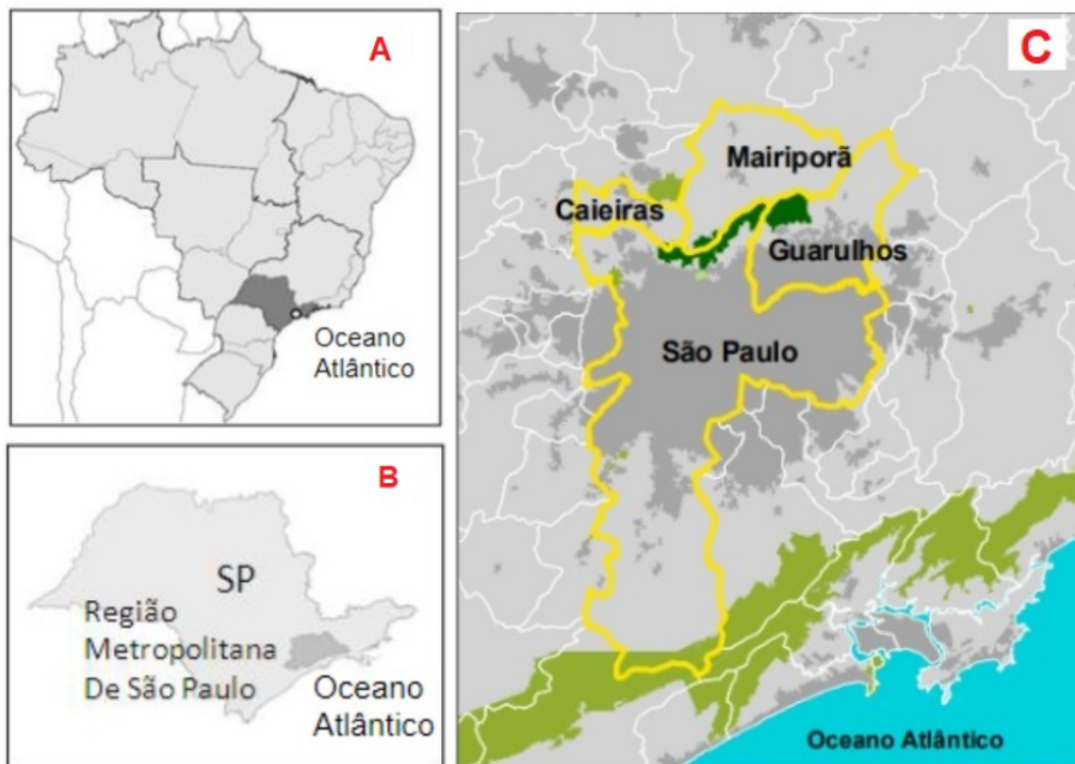 A
Oceano
Atlântico
B
SP
Região
Metropolitana
De São Paulo
Oceano
Atlântico
C
Mairiporã
Caieiras
Guarulhos
São Paulo
Oceano Atlântico